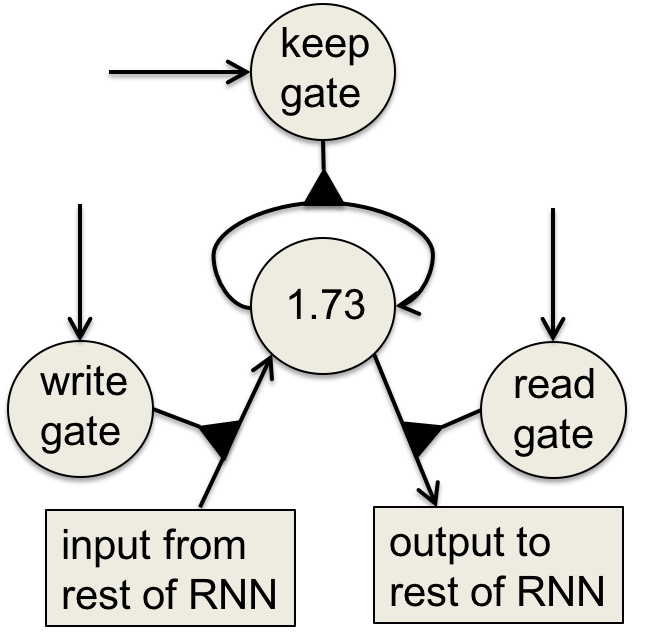 keep
gate
1.73
write
gate
read
gate
input from
rest of RNN
output to
rest of RNN